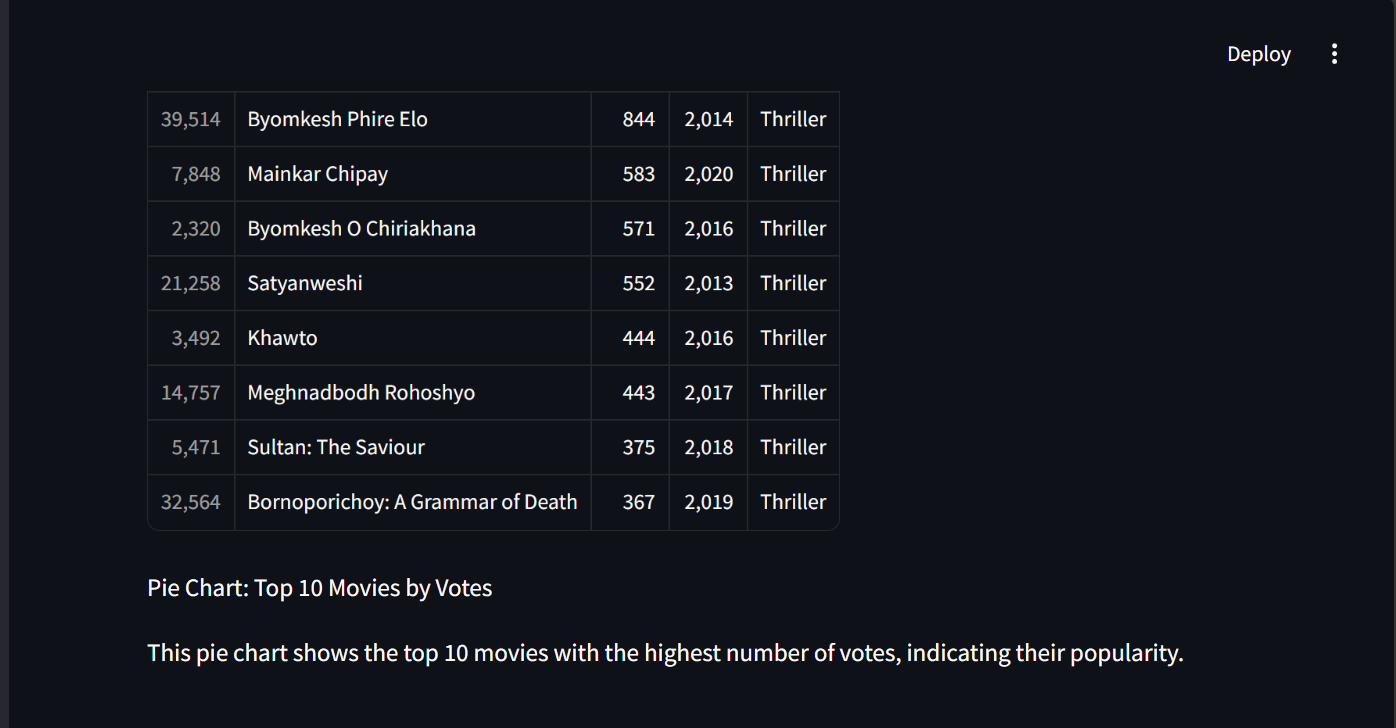 Deploy
39,514 Byomkesh Phire Elo 844 2,014 Thriller
7,848 Mainkar Chipay 583 2,020 Thriller
2,320 Byomkesh O Chiriakhana 571 2,016 Thriller
21,258 Satyanweshi 552 2,013 Thriller
3,492 Khawto 444 2,016 Thriller
14,757 Meghnadbodh Rohoshyo 443 2,017 Thriller
5,471 Sultan: The Saviour 375 2,018 Thriller
32,564 Bornoporichoy: A Grammar of Death 367 2,019 Thriller
Pie Chart: Top 10 Movies by Votes
This pie chart shows the top 10 movies with the highest number of votes, indicating their popularity.